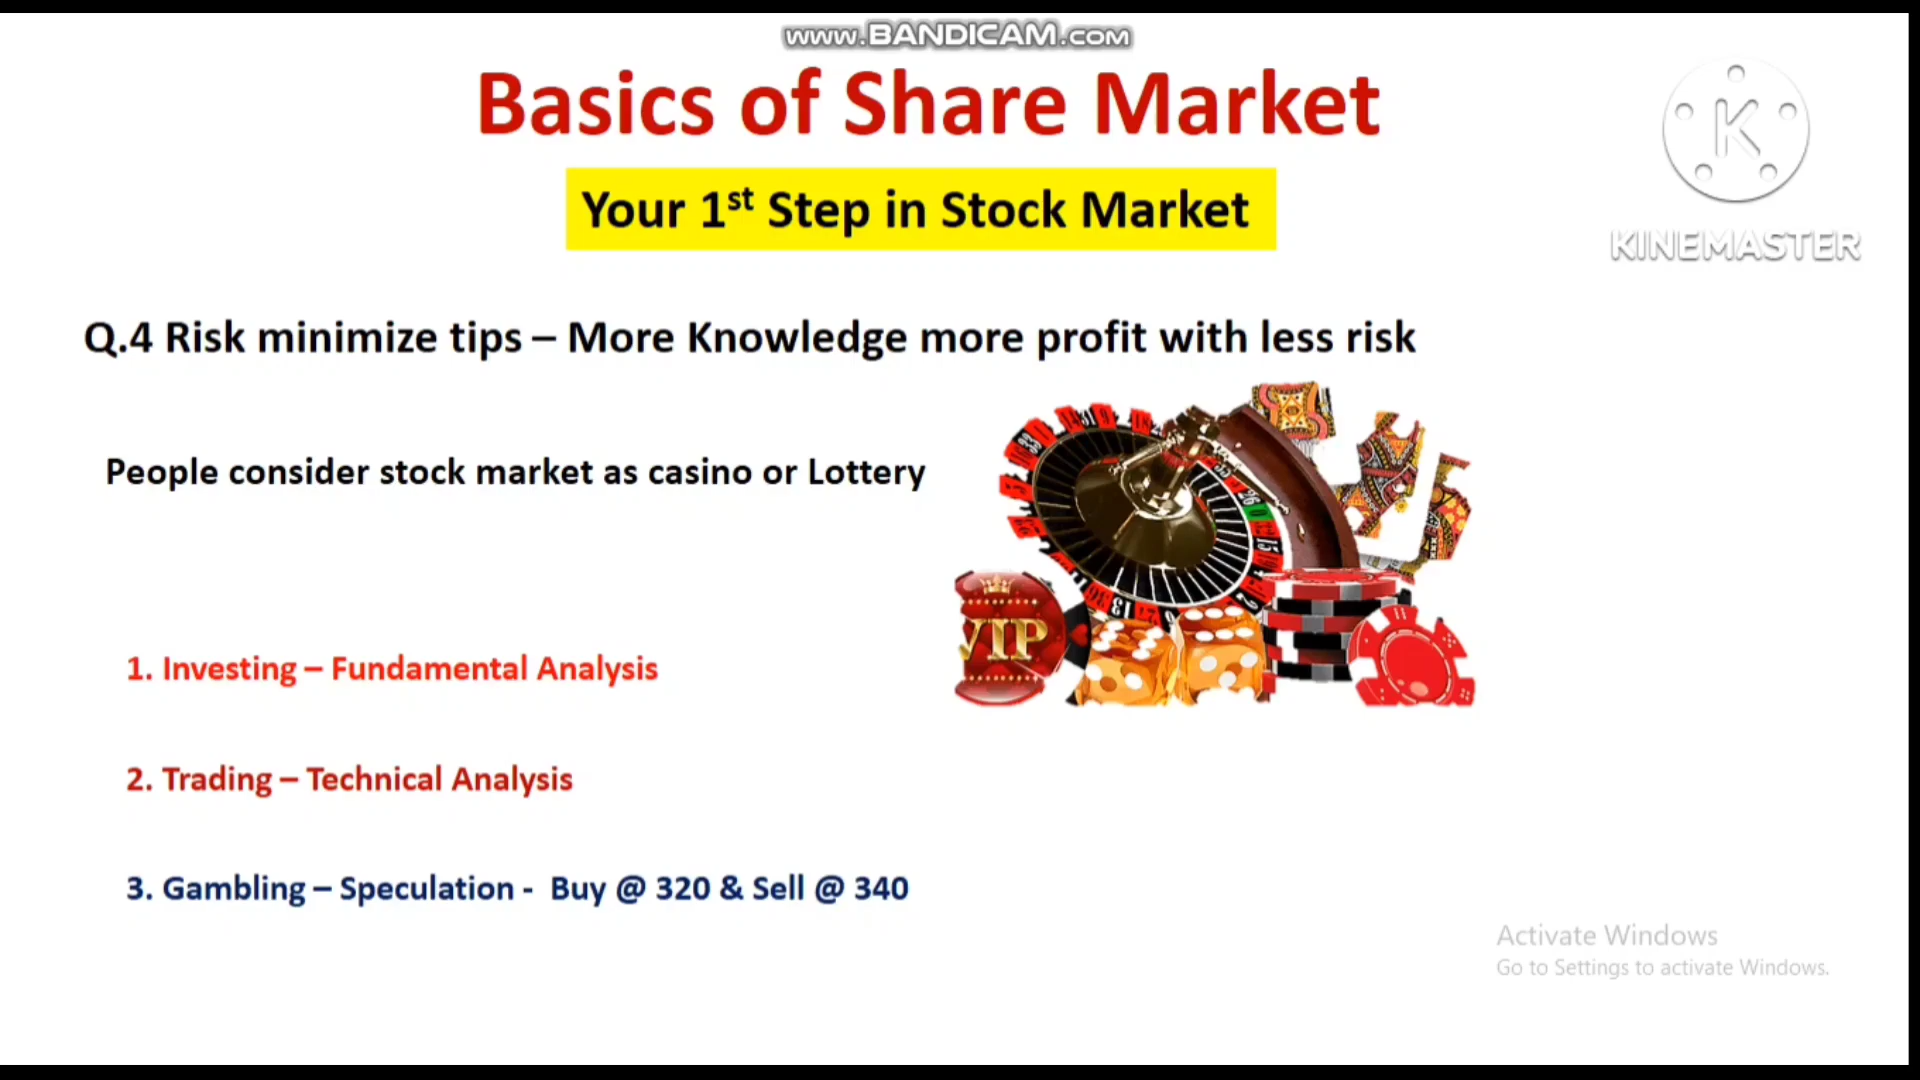 www.BANDICAM.com
Basics of Share Market
Your 1st Step in Stock Market
KINEMASTER
Q.4 Risk minimize tips – More Knowledge more profit with less risk
People consider stock market as casino or Lottery
VIP
1. Investing – Fundamental Analysis
2. Trading – Technical Analysis
3. Gambling – Speculation - Buy @ 320 & Sell @ 340
Activate Windows
Go to Settings to activate Windows.